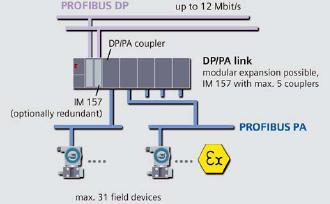 PROFIBUS DP
up to 12 Mbit/s
DP/PA coupler
DP/PA link
modular expansion possible,
IM 157 with max. 5 couplers
IM 157
(optionally redundant)
PROFIBUS PA
εx
max. 31 field devices